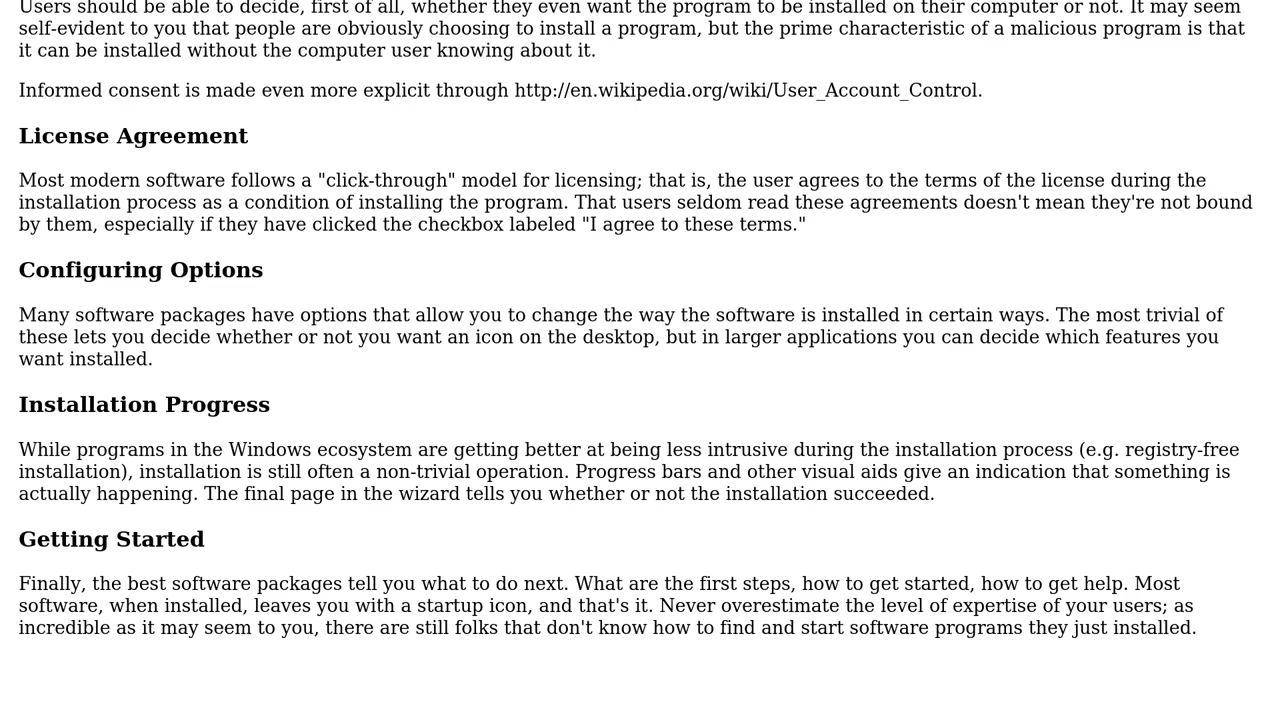 Users should be able to decide, first of all, whether they even want the program to be installed on their computer or not. It may seem
self-evident to you that people are obviously choosing to install a program, but the prime characteristic of a malicious program is that
it can be installed without the computer user knowing about it.
Informed consent is made even more explicit through http://en.wikipedia.org/wiki/User_Account_Control.
License Agreement
Most modern software follows a "click-through" model for licensing; that is, the user agrees to the terms of the license during the
installation process as a condition of installing the program. That users seldom read these agreements doesn't mean they're not bound
by them, especially if they have clicked the checkbox labeled "I agree to these terms."
Configuring Options
Many software packages have options that allow you to change the way the software is installed in certain ways. The most trivial of
these lets you decide whether or not you want an icon on the desktop, but in larger applications you can decide which features you
want installed.
Installation Progress
While programs in the Windows ecosystem are getting better at being less intrusive during the installation process (e.g. registry-free
installation), installation is still often a non-trivial operation. Progress bars and other visual aids give an indication that something is
actually happening. The final page in the wizard tells you whether or not the installation succeeded.
Getting Started
Finally, the best software packages tell you what to do next. What are the first steps, how to get started, how to get help. Most
software, when installed, leaves you with a startup icon, and that's it. Never overestimate the level of expertise of your users; as
incredible as it may seem to you, there are still folks that don't know how to find and start software programs they just installed.